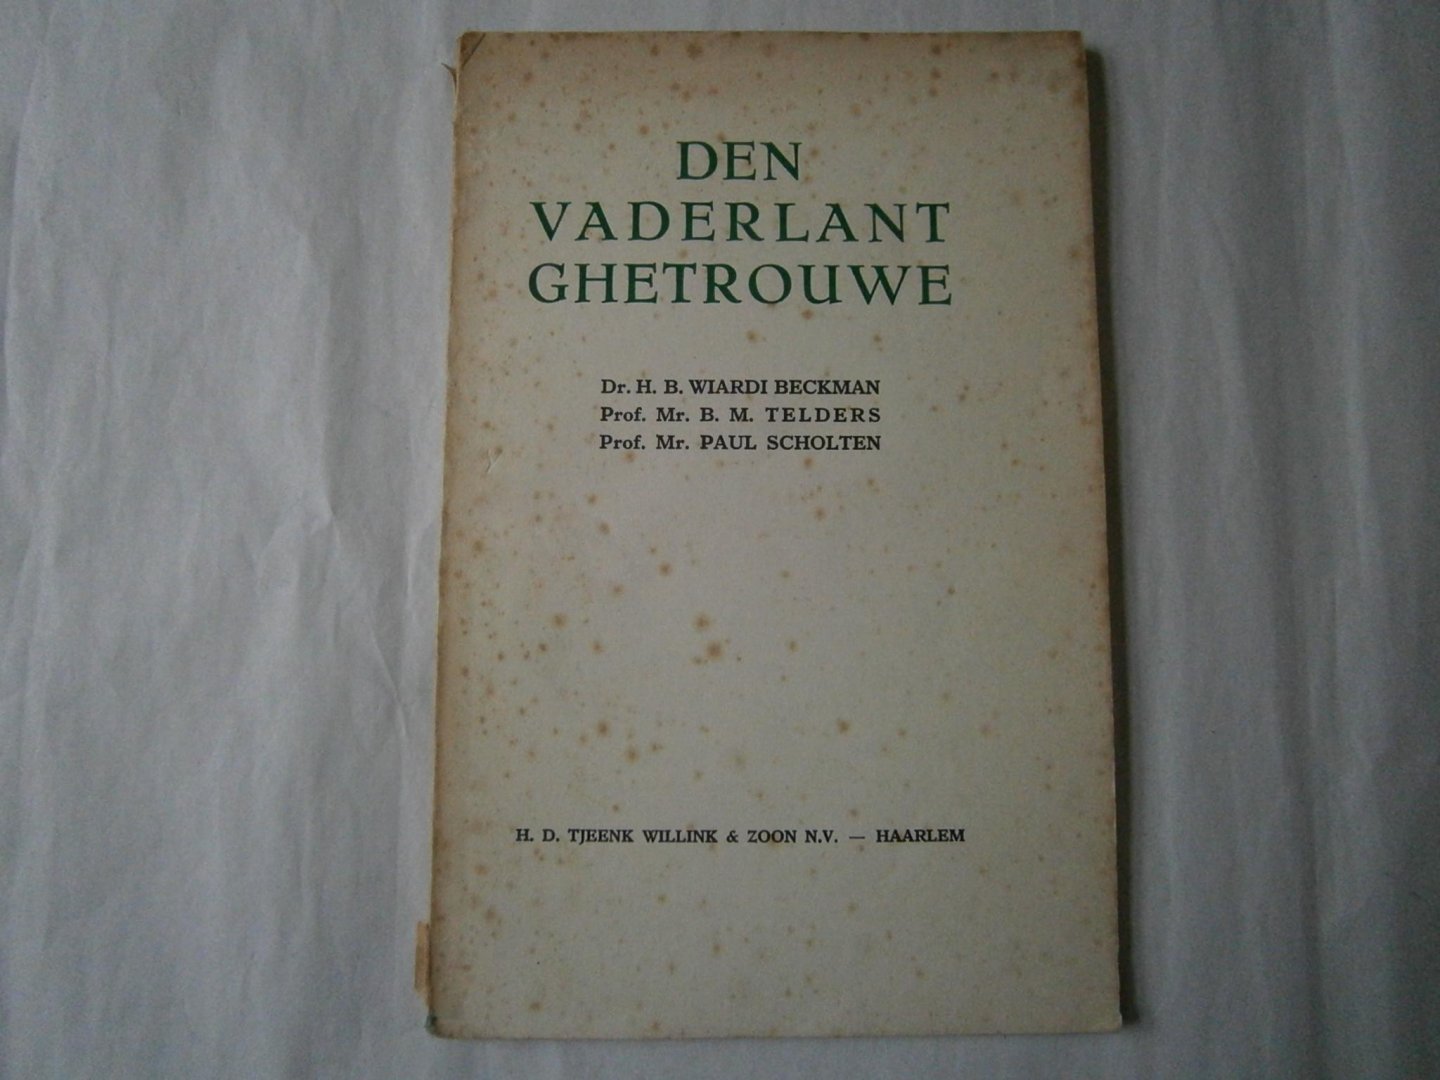 DEN
VADERLANT
GHETROUWE
Dr. H. B. WIARDI BECKMAN
Prof. Mr. B. M. TELDERS
Prof. Mr. PAUL SCHOLTEN
H. D. TJEENK WILLINK & ZOON N.V. — HAARLEM